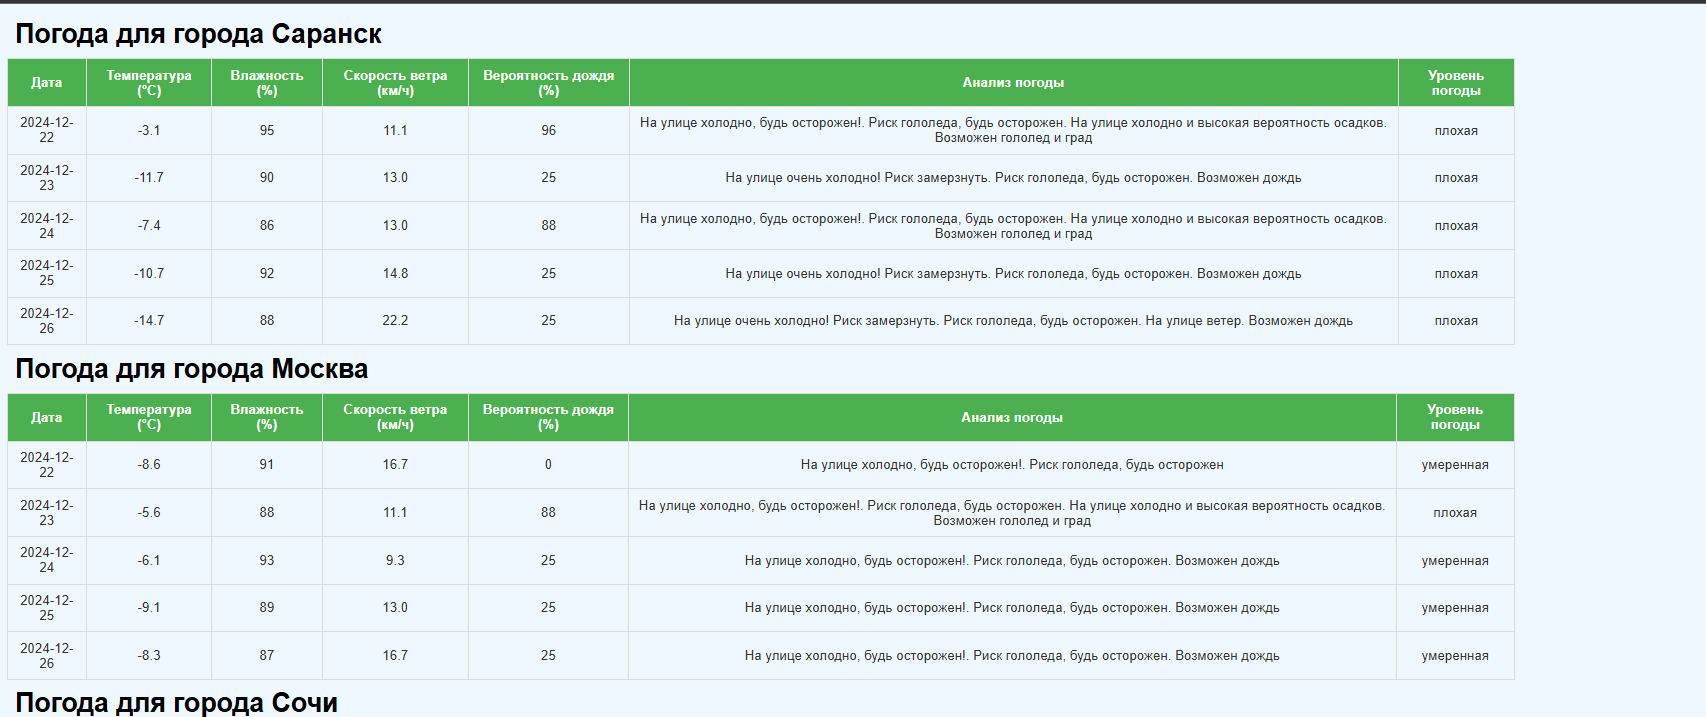 Погода для города Саранск
Дата Температура (°C) Влажность (%) Скорость ветра (км/ч) Вероятность дождя (%) Анализ погоды Уровень погоды
2024-12-22 -3.1 95 11.1 96 На улице холодно, будь осторожен!. Риск гололеда, будь осторожен. На улице холодно и высокая вероятность осадков. Возможен гололед и град плохая
2024-12-23 -11.7 90 13.0 25 На улице очень холодно! Риск замерзнуть. Риск гололеда, будь осторожен. Возможен дождь плохая
2024-12-24 -7.4 86 13.0 88 На улице холодно, будь осторожен!. Риск гололеда, будь осторожен. На улице холодно и высокая вероятность осадков. Возможен гололед и град плохая
2024-12-25 -10.7 92 14.8 25 На улице очень холодно! Риск замерзнуть. Риск гололеда, будь осторожен. Возможен дождь плохая
2024-12-26 -14.7 88 22.2 25 На улице очень холодно! Риск замерзнуть. Риск гололеда, будь осторожен. На улице ветер. Возможен дождь плохая
Погода для города Москва
Дата Температура (°C) Влажность (%) Скорость ветра (км/ч) Вероятность дождя (%) Анализ погоды Уровень погоды
2024-12-22 -8.6 91 16.7 0 На улице холодно, будь осторожен!. Риск гололеда, будь осторожен умеренная
2024-12-23 -5.6 88 11.1 88 На улице холодно, будь осторожен!. Риск гололеда, будь осторожен. На улице холодно и высокая вероятность осадков. Возможен гололед и град плохая
2024-12-24 -6.1 93 9.3 25 На улице холодно, будь осторожен!. Риск гололеда, будь осторожен. Возможен дождь умеренная
2024-12-25 -9.1 89 13.0 25 На улице холодно, будь осторожен!. Риск гололеда, будь осторожен. Возможен дождь умеренная
2024-12-26 -8.3 87 16.7 25 На улице холодно, будь осторожен!. Риск гололеда, будь осторожен. Возможен дождь умеренная
Погода для города Сочи